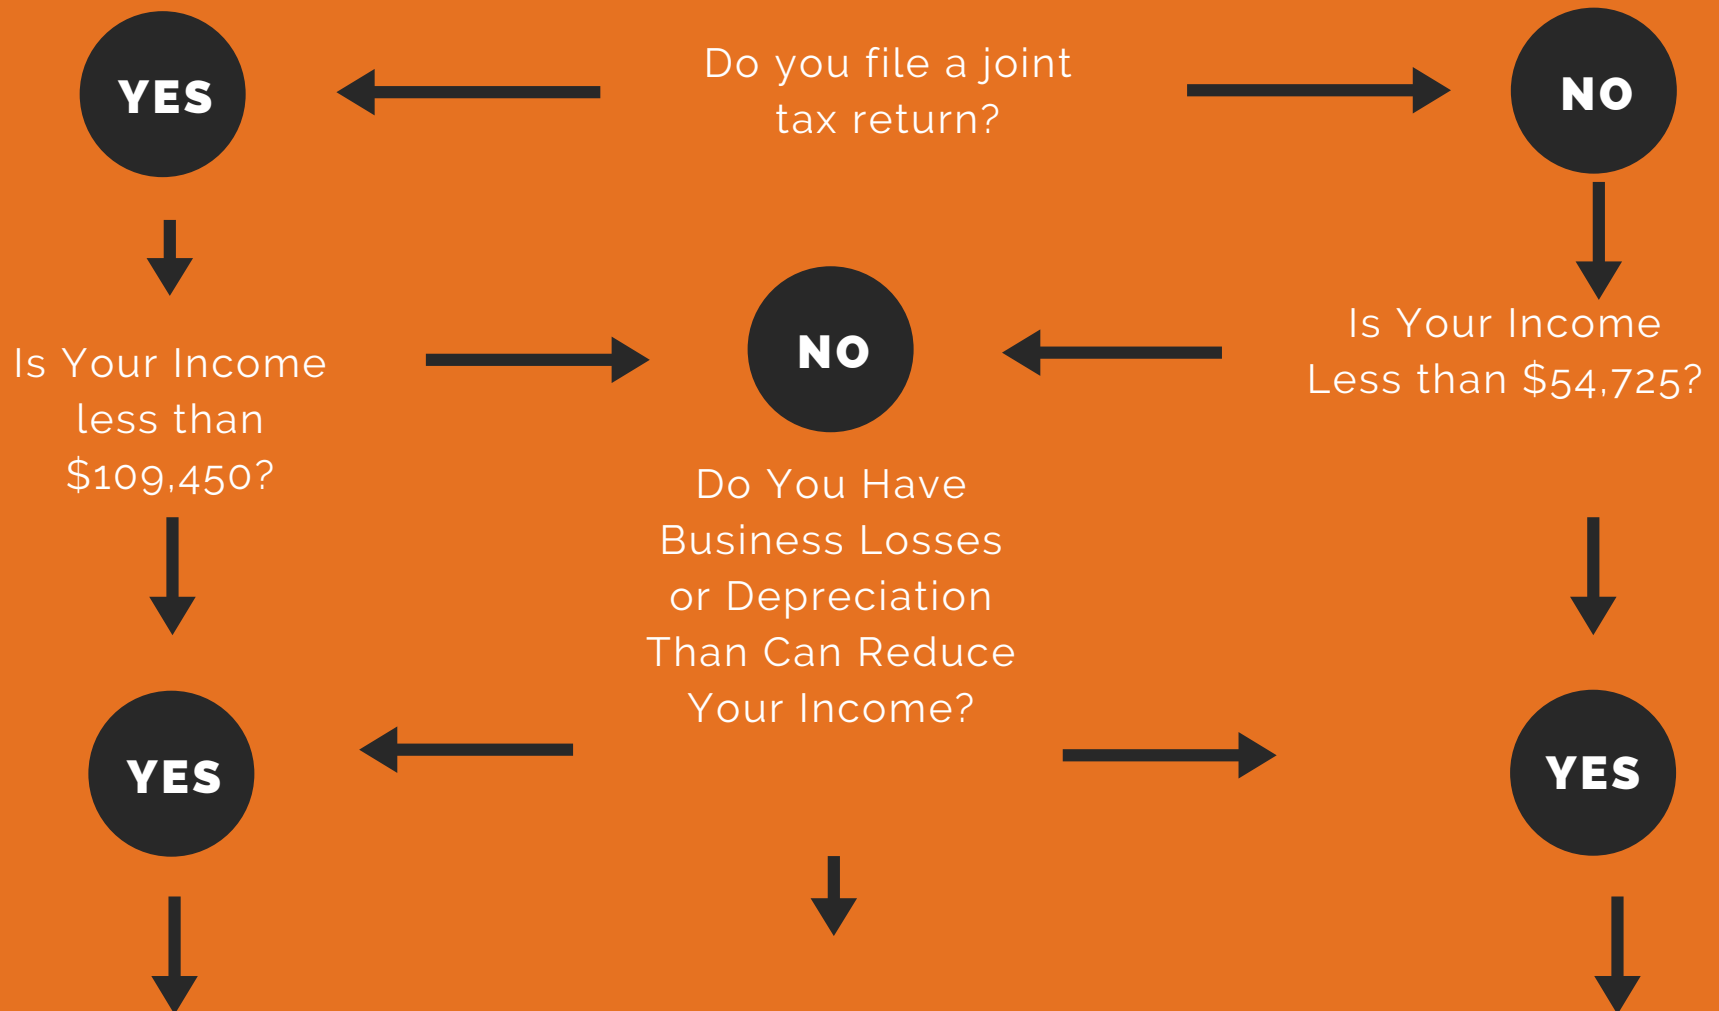 YES
Do you file a joint
tax return?
NO
Is Your Income
less than
$109,450?
NO
Is Your Income
Less than $54,725?
Do You Have
Business Losses
or Depreciation
Than Can Reduce
Your Income?
YES
YES